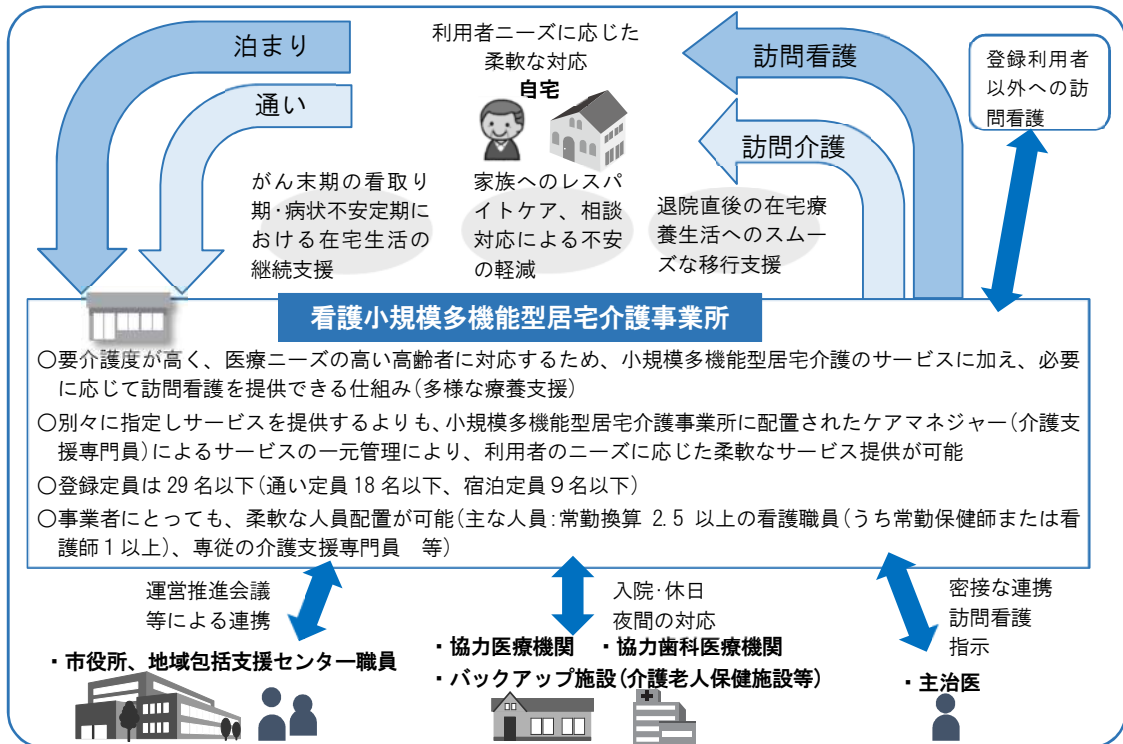 利用者ニーズに応じた
柔軟な対応
自宅
泊まり
通い
訪問看護
訪問介護
登録利用者
以外への訪
問看護
がん末期の看取り
期・病状不安定期に
おける在宅生活の
継続支援
家族へのレスパ
イトケア、相談
対応による不安
の軽減
退院直後の在宅療
養生活へのスムー
ズな移行支援
看護小規模多機能型居宅介護事業所
○要介護度が高く、医療ニーズの高い高齢者に対応するため、小規模多機能型居宅介護のサービスに加え、必要
に応じて訪問看護を提供できる仕組み(多様な療養支援)
○別々に指定しサービスを提供するよりも、小規模多機能型居宅介護事業所に配置されたケアマネジャー(介護支
援専門員)によるサービスの一元管理により、利用者のニーズに応じた柔軟なサービス提供が可能
○登録定員は 29 名以下(通い定員 18 名以下、宿泊定員９名以下)
○事業者にとっても、柔軟な人員配置が可能(主な人員:常勤換算 2.5 以上の看護職員(うち常勤保健師または看
護師１以上)、専従の介護支援専門員　等)
運営推進会議
等による連携
・市役所、地域包括支援センター職員
入院・休日
夜間の対応
・協力医療機関　・協力歯科医療機関
・バックアップ施設(介護老人保健施設等)
密接な連携
訪問看護
指示
・主治医